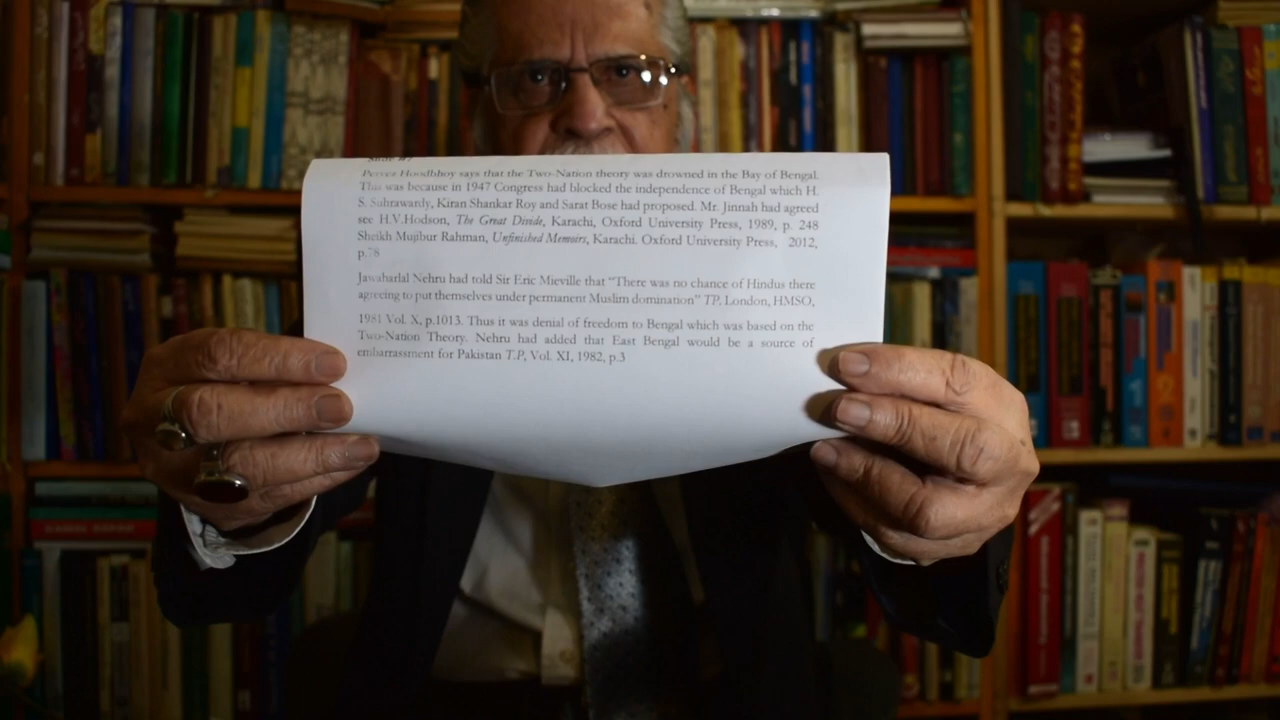 Pervez Hoodbhoy says that the Two-Nation theory was drowned in the Bay of Bengal.
This was because in 1947 Congress had blocked the independence of Bengal which H.
S. Suhrawardy, Kiran Shankar Roy and Sarat Bose had proposed. Mr. Jinnah had agreed
see H.V.Hodson, The Great Divide, Karachi, Oxford University Press, 1989, p. 248
Sheikh Mujibur Rahman, Unfinished Memoirs, Karachi. Oxford University Press, 2012,
p.78
Jawaharlal Nehru had told Sir Eric Mieville that “There was no chance of Hindus there
agreeing to put themselves under permanent Muslim domination” TP, London, HMSO,
1981 Vol. X, p.1013. Thus it was denial of freedom to Bengal which was based on the
Two-Nation Theory. Nehru had added that East Bengal would be a source of
embarrassment for Pakistan T.P, Vol. XI, 1982, p.3